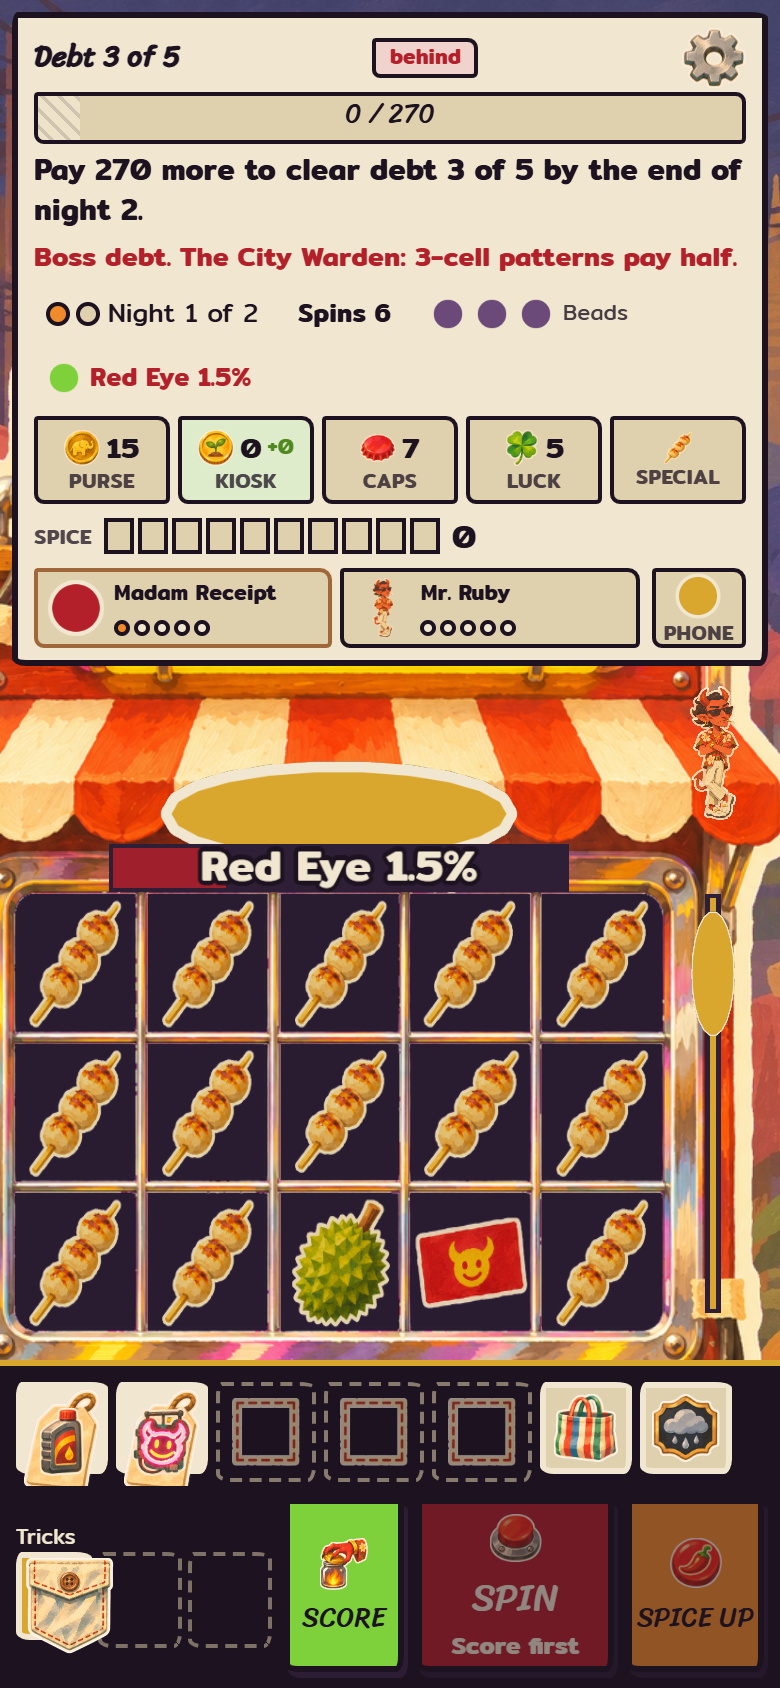 Debt 3 of 5
behind
0 / 270
Pay 270 more to clear debt 3 of 5 by the end of
night 2.
Boss debt. The City Warden: 3-cell patterns pay half.
Night 1 of 2
Spins 6
Beads
Red Eye 1.5%
15
PURSE
0 +0
KIOSK
7
CAPS
5
LUCK
SPECIAL
SPICE
0
Madam Receipt
Mr. Ruby
PHONE
Red Eye 1.5%
Tricks
SCORE
SPIN
Score first
SPICE UP